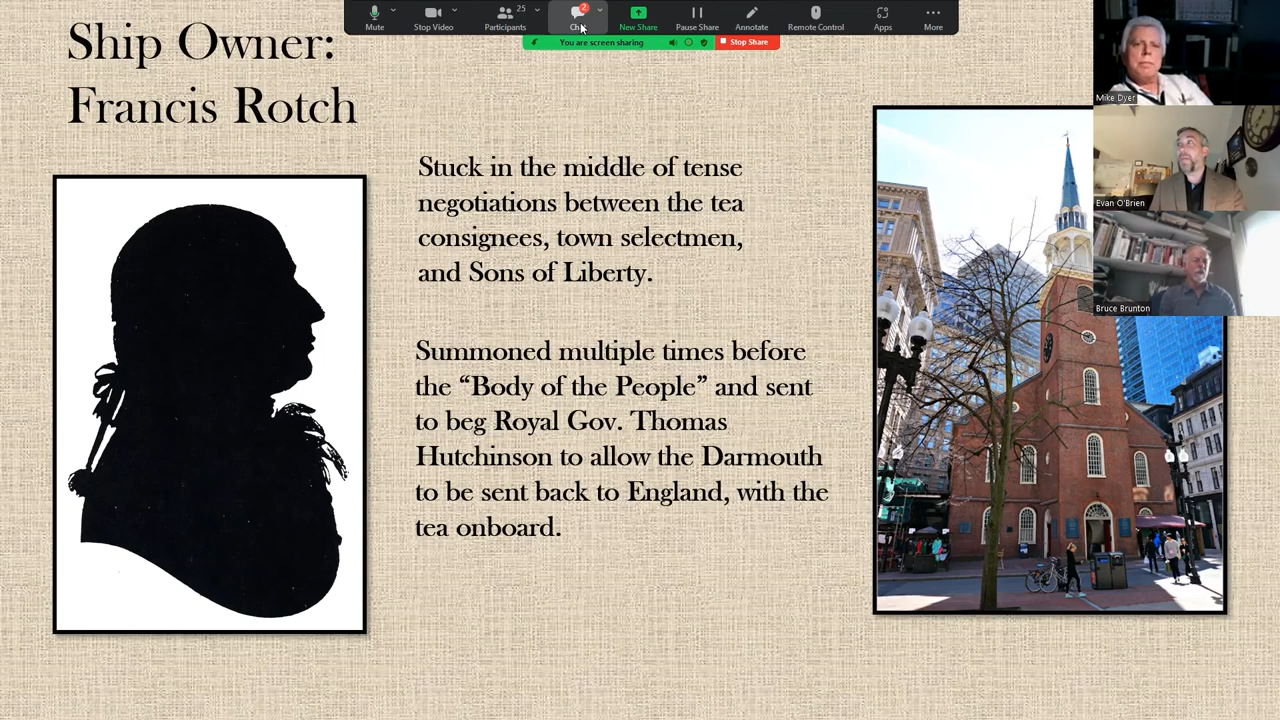 Mute
Stop Video
25
Participants
2
Ch
New Share
Pause Share
Annotate
Remote Control
Apps
More
You are screen sharing
Stop Share
Ship Owner:
Francis Rotch
Stuck in the middle of tense
negotiations between the tea
consignees, town selectmen,
and Sons of Liberty.
Summoned multiple times before
the “Body of the People” and sent
to beg Royal Gov. Thomas
Hutchinson to allow the Darmouth
to be sent back to England, with the
tea onboard.
Mike Dyer
Evan O'Brien
Bruce Brunton